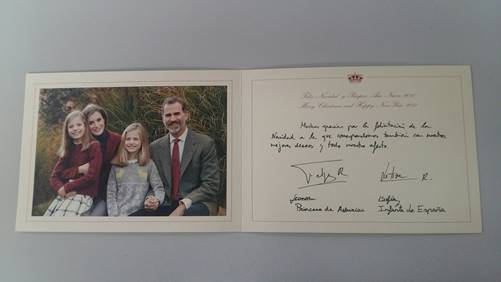 Feliz Navidad y Próspero Año Nuevo
Merry Christmas and Happy New Year
Muchas gracias por la felicitación de la
Navidad a la que correspondemos también con nuestros
mejores deseos y todo nuestro afecto.
Felipe R
Letizia R.
Leonor
Sofía
Princesa de Asturias
Infanta de España